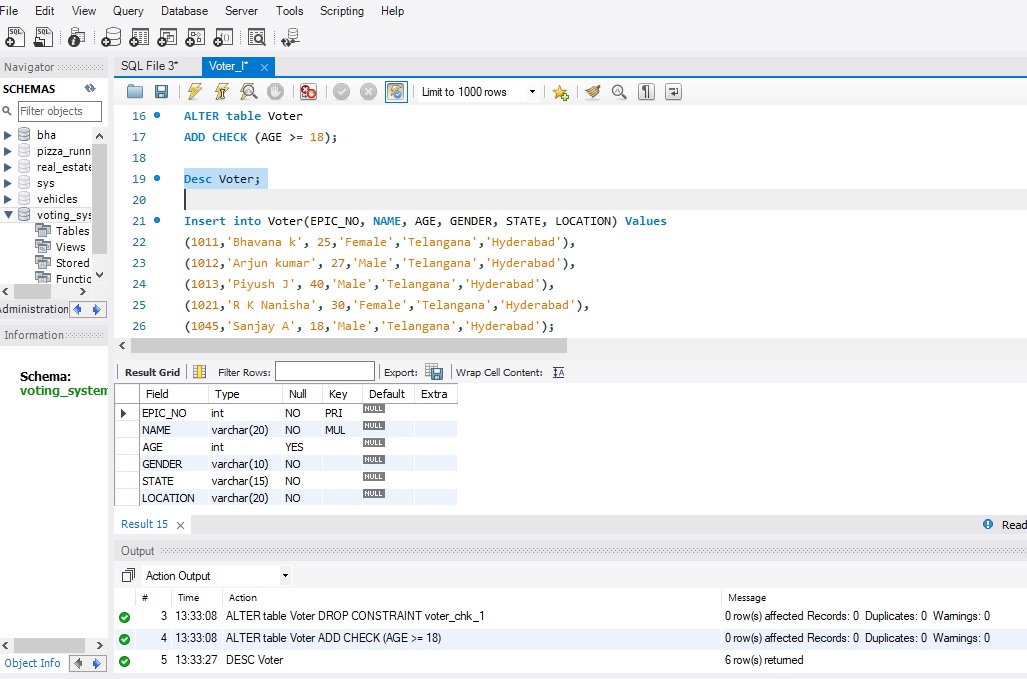 File Edit View Query Database Server Tools Scripting Help
Navigator
SQL File 3* Voter_l* ×
SCHEMAS
Limit to 1000 rows
Filter objects
bha
pizza_runn
real_estate
sys
vehicles
voting_sys
Tables
Views
Stored
Functio
Administration
Information
Schema:
voting_system
Object Info
16 ALTER table Voter
17 ADD CHECK (AGE >= 18);
18
19 Desc Voter;
20
21 Insert into Voter(EPIC_NO, NAME, AGE, GENDER, STATE, LOCATION) Values
22 (1011,'Bhavana k', 25,'Female','Telangana','Hyderabad'),
23 (1012,'Arjun kumar', 27,'Male','Telangana','Hyderabad'),
24 (1013,'Piyush J', 40,'Male','Telangana','Hyderabad'),
25 (1021,'R K Nanisha', 30,'Female','Telangana','Hyderabad'),
26 (1045,'Sanjay A', 18,'Male','Telangana','Hyderabad');
Result Grid Filter Rows: Export: Wrap Cell Content: IA
Field Type Null Key Default Extra
EPIC_NO int NO PRI NULL
NAME varchar(20) NO MUL NULL
AGE int YES NULL
GENDER varchar(10) NO NULL
STATE varchar(15) NO NULL
LOCATION varchar(20) NO NULL
Result 15 × Read
Output
Action Output
# Time Action Message
3 13:33:08 ALTER table Voter DROP CONSTRAINT voter_chk_1 0 row(s) affected Records: 0 Duplicates: 0 Warnings: 0
4 13:33:08 ALTER table Voter ADD CHECK (AGE >= 18) 0 row(s) affected Records: 0 Duplicates: 0 Warnings: 0
5 13:33:27 DESC Voter 6 row(s) returned